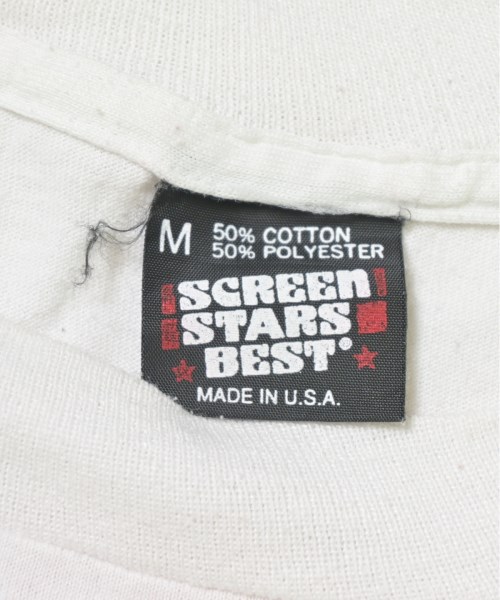 M 50% COTTON
50% POLYESTER
SCREEN
STARS
BEST®
MADE IN U.S.A.